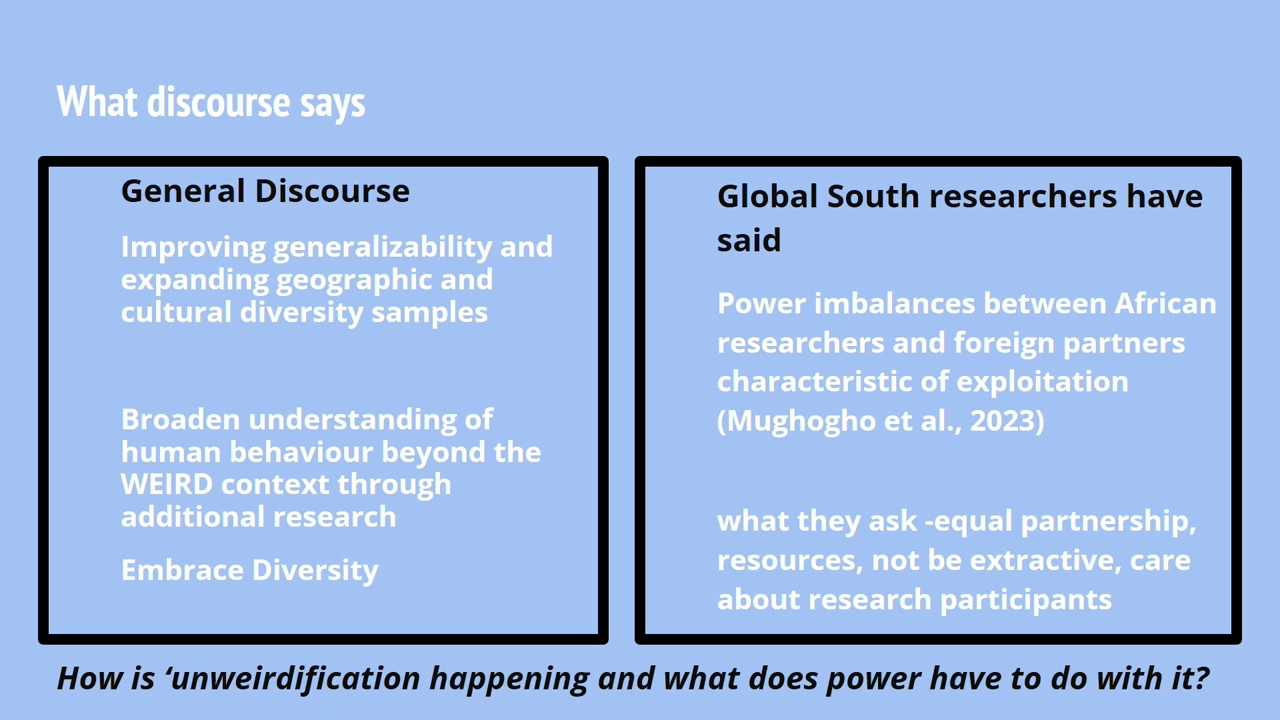 What discourse says
General Discourse
Improving generalizability and
expanding geographic and
cultural diversity samples
Broaden understanding of
human behaviour beyond the
WEIRD context through
additional research
Embrace Diversity
Global South researchers have
said
Power imbalances between African
researchers and foreign partners
characteristic of exploitation
(Mughogho et al., 2023)
what they ask -equal partnership,
resources, not be extractive, care
about research participants
How is ‘unweirdification happening and what does power have to do with it?